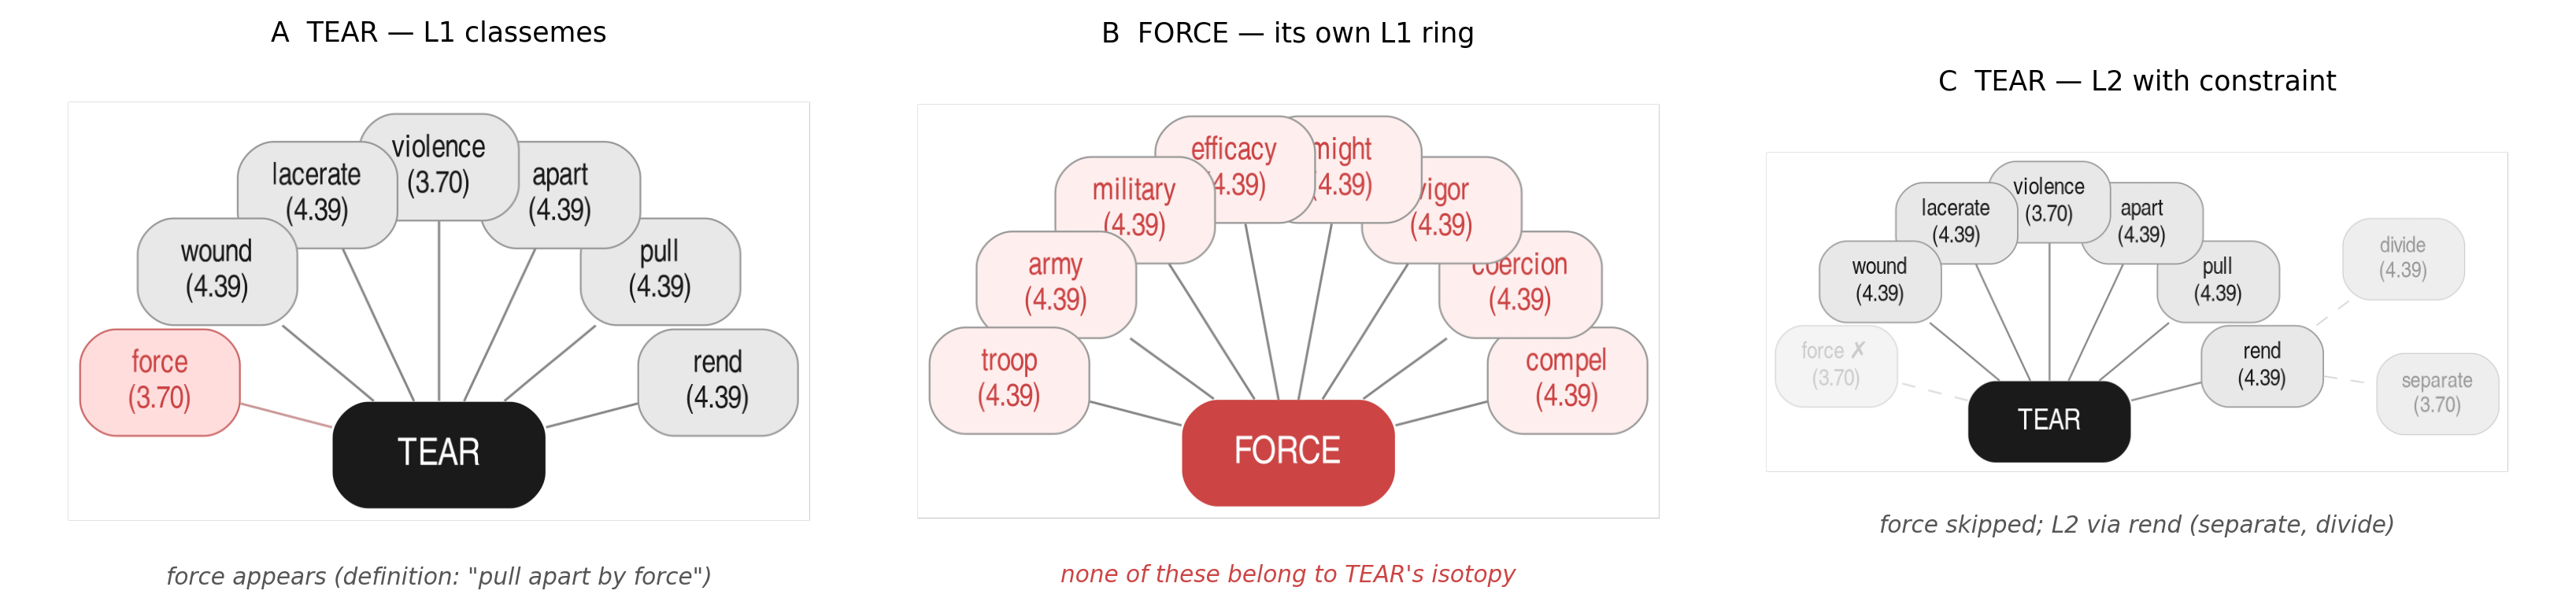 A  TEAR — L1 classemes
violence
(3.70)
lacerate
(4.39)
apart
(4.39)
wound
(4.39)
pull
(4.39)
force
(3.70)
rend
(4.39)
TEAR
force appears (definition: "pull apart by force")
B  FORCE — its own L1 ring
efficacy
(4.39)
might
(4.39)
military
(4.39)
vigor
(4.39)
army
(4.39)
coercion
(4.39)
troop
(4.39)
compel
(4.39)
FORCE
none of these belong to TEAR's isotopy
C  TEAR — L2 with constraint
violence
(3.70)
lacerate
(4.39)
apart
(4.39)
wound
(4.39)
pull
(4.39)
divide
(4.39)
force ✗
(3.70)
rend
(4.39)
separate
(3.70)
TEAR
force skipped; L2 via rend (separate, divide)